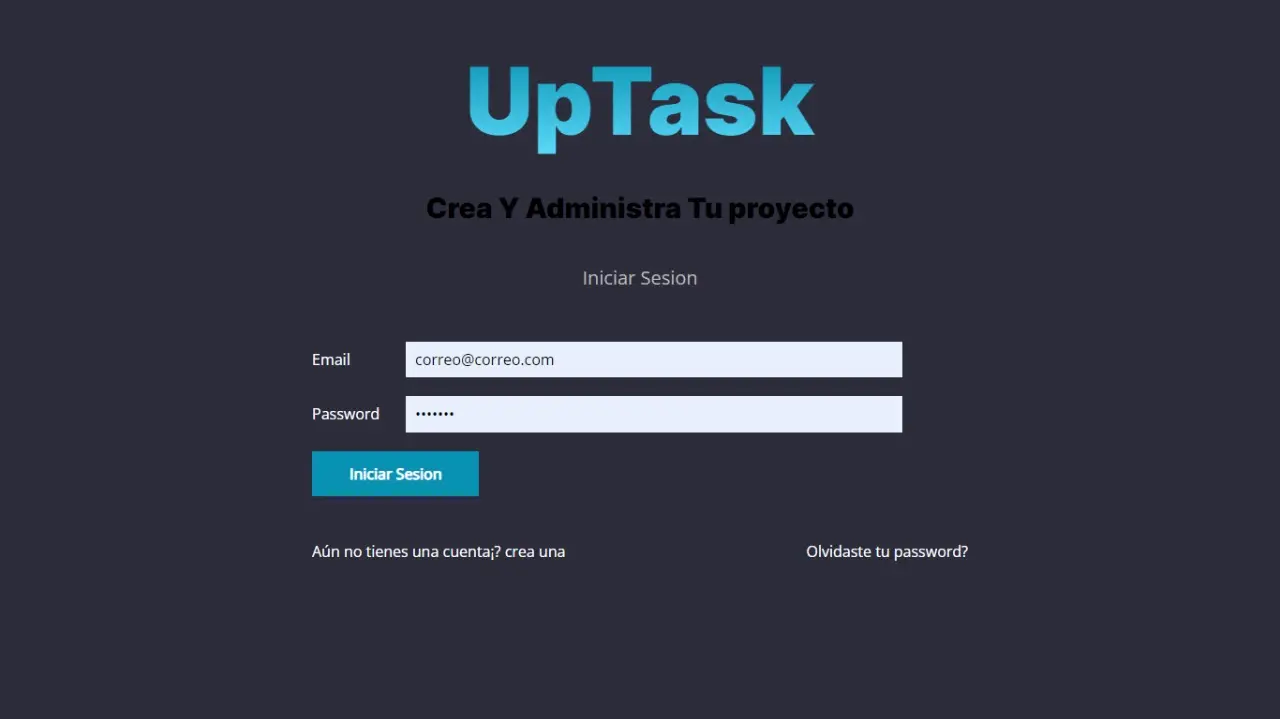 UpTask
Crea Y Administra Tu proyecto
Iniciar Sesion
Email correo@correo.com
Password •••••••
Iniciar Sesion
Aún no tienes una cuenta¡? crea una Olvidaste tu password?